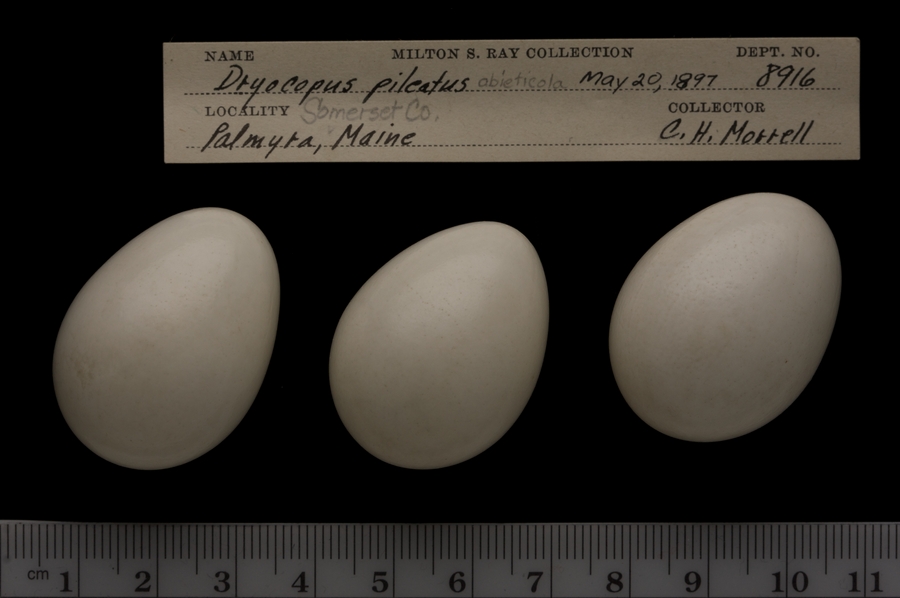 NAME MILTON S. RAY COLLECTION DEPT. NO.
Dryocopus pileatus abieticola May 20, 1897 8916
LOCALITY Somerset Co. COLLECTOR
Palmyra, Maine C. H. Morrell
cm 1 2 3 4 5 6 7 8 9 10 11